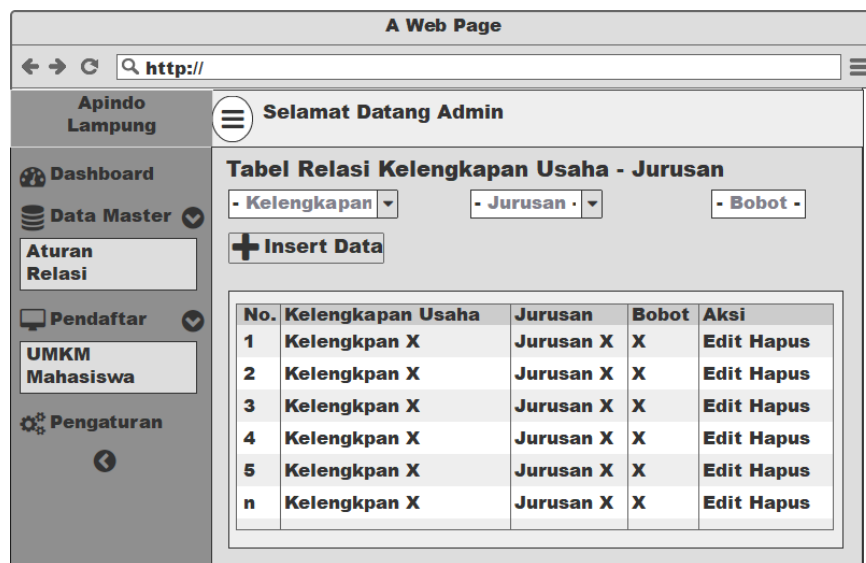 A Web Page
http://
Apindo
Lampung
Selamat Datang Admin
Dashboard
Data Master
Aturan
Relasi
Pendaftar
UMKM
Mahasiswa
Pengaturan
Tabel Relasi Kelengkapan Usaha - Jurusan
- Kelengkapan - Jurusan - - Bobot -
Insert Data
No. Kelengkapan Usaha Jurusan Bobot Aksi
1 Kelengkpan X Jurusan X X Edit Hapus
2 Kelengkpan X Jurusan X X Edit Hapus
3 Kelengkpan X Jurusan X X Edit Hapus
4 Kelengkpan X Jurusan X X Edit Hapus
5 Kelengkpan X Jurusan X X Edit Hapus
n Kelengkpan X Jurusan X X Edit Hapus